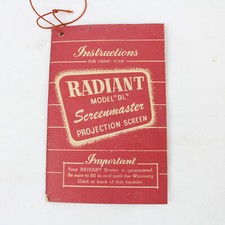 Instructions
FOR USING YOUR
RADIANT
MODEL "DL"
Screenmaster
PROJECTION SCREEN
Important
Your RADIANT Screen is guaranteed.
Be sure to fill in and mail the Warranty
Card at back of this booklet.